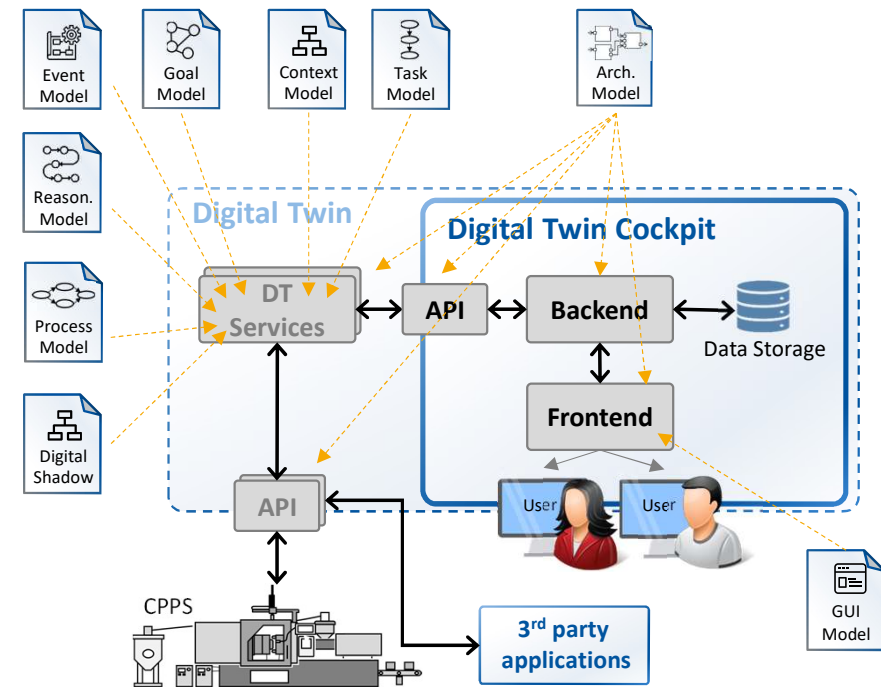 Event
Model
Goal
Model
Context
Model
Task
Model
Arch.
Model
Reason.
Model
Digital Twin
Digital Twin Cockpit
Process
Model
DT
Services
API
Backend
Data Storage
Frontend
Digital
Shadow
API
User
User
CPPS
3rd party
applications
GUI
Model